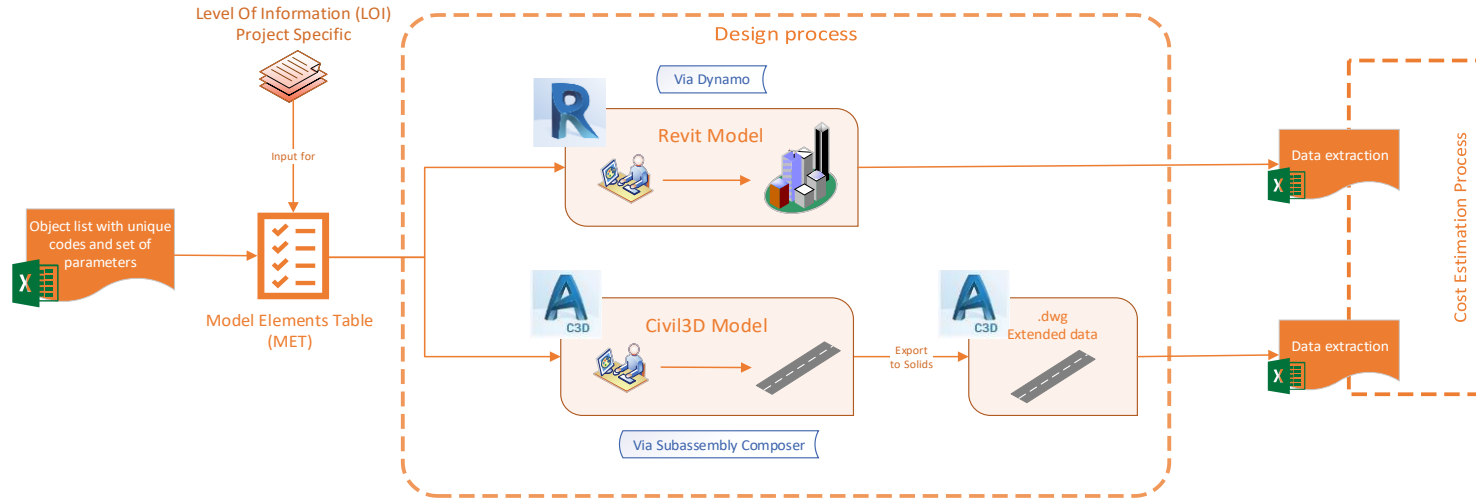 Level Of Information (LOI)
Project Specific
Input for
Object list with unique
codes and set of
parameters
X
Model Elements Table
(MET)
Design process
Via Dynamo
R
Revit Model
A
C3D
Civil3D Model
Via Subassembly Composer
Export
to Solids
A
C3D
.dwg
Extended data
Data extraction
X
Data extraction
X
Cost Estimation Process